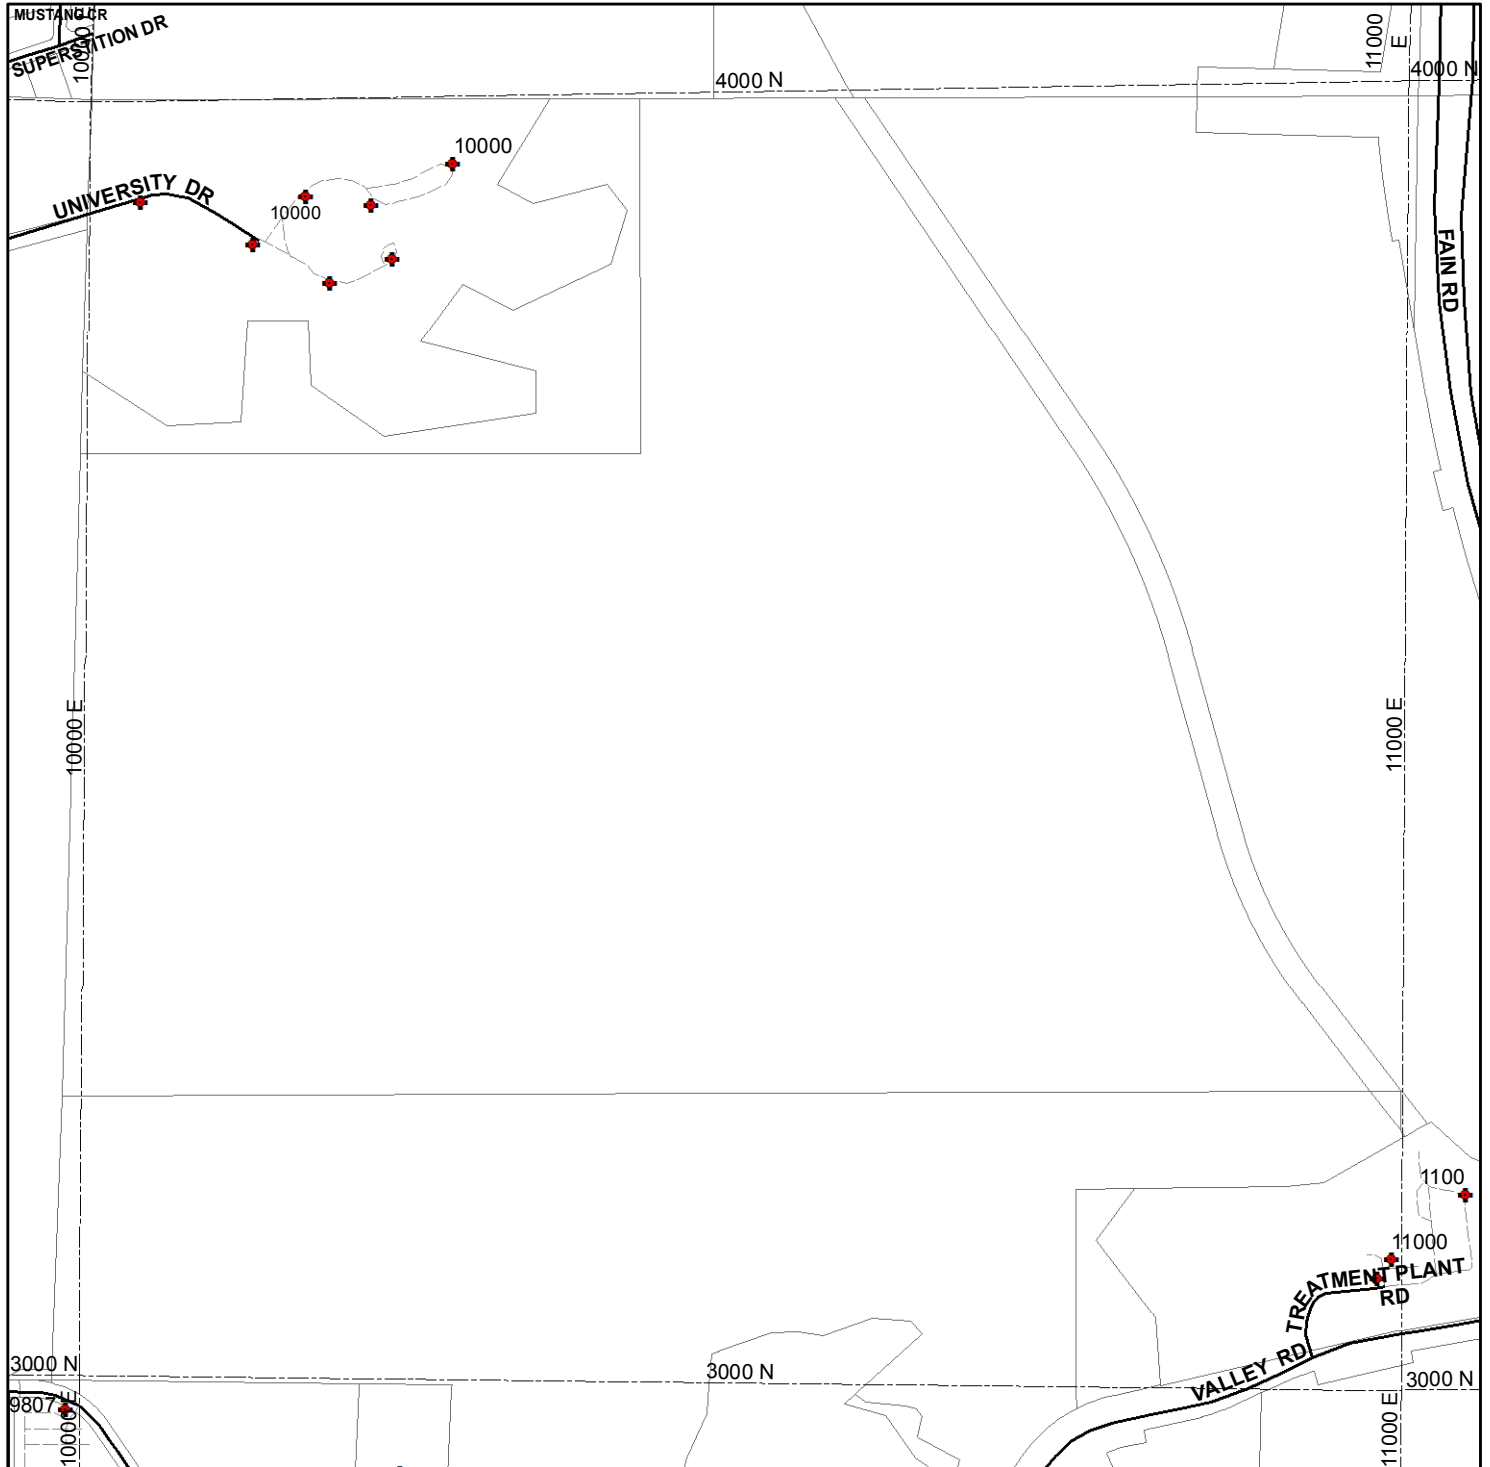 MUSTANG CR
SUPERSTITION DR
10000 E
11000 E
4000 N
4000 N
10000
UNIVERSITY DR
10000
FAIN RD
10000 E
11000 E
1100
11000
TREATMENT PLANT
RD
VALLEY RD
3000 N
3000 N
3000 N
9807
10000 E
11000 E